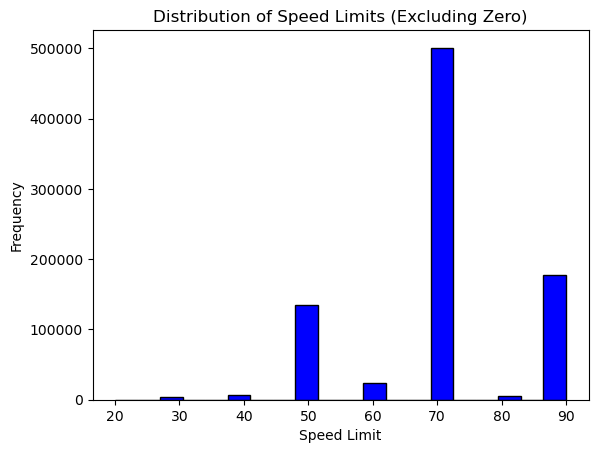 Distribution of Speed Limits (Excluding Zero)
500000
400000
300000
200000
100000
0
Frequency
20 30 40 50 60 70 80 90
Speed Limit